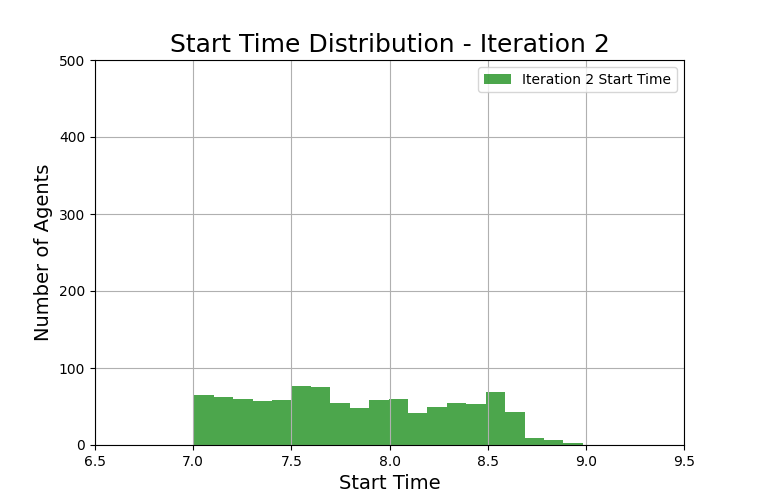 Start Time Distribution - Iteration 2
Iteration 2 Start Time
Number of Agents
500
400
300
200
100
0
6.5 7.0 7.5 8.0 8.5 9.0 9.5
Start Time